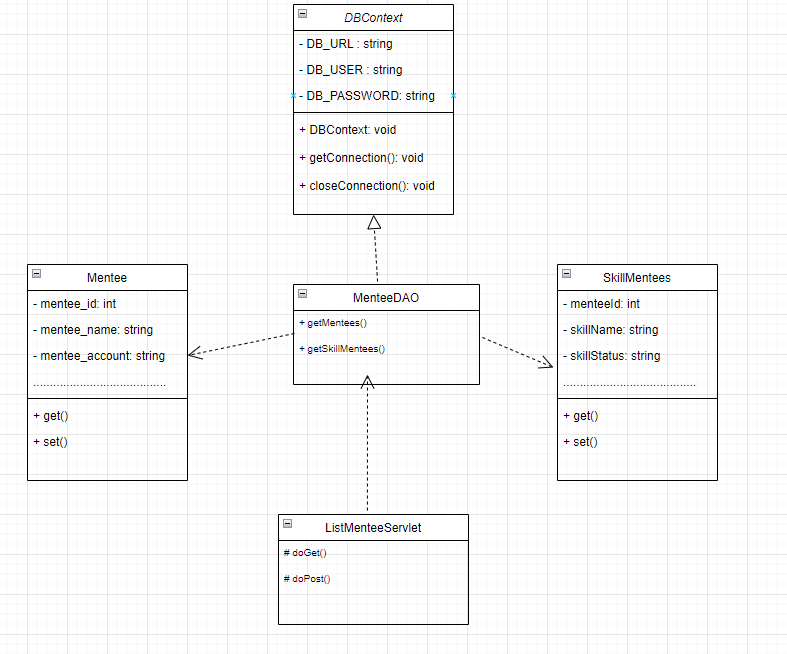 DBContext
- DB_URL : string
- DB_USER : string
- DB_PASSWORD: string
+ DBContext: void
+ getConnection(): void
+ closeConnection(): void
Mentee
- mentee_id: int
- mentee_name: string
- mentee_account: string
........................................
+ get()
+ set()
MenteeDAO
+ getMentees()
+ getSkillMentees()
SkillMentees
- menteeId: int
- skillName: string
- skillStatus: string
........................................
+ get()
+ set()
ListMenteeServlet
# doGet()
# doPost()